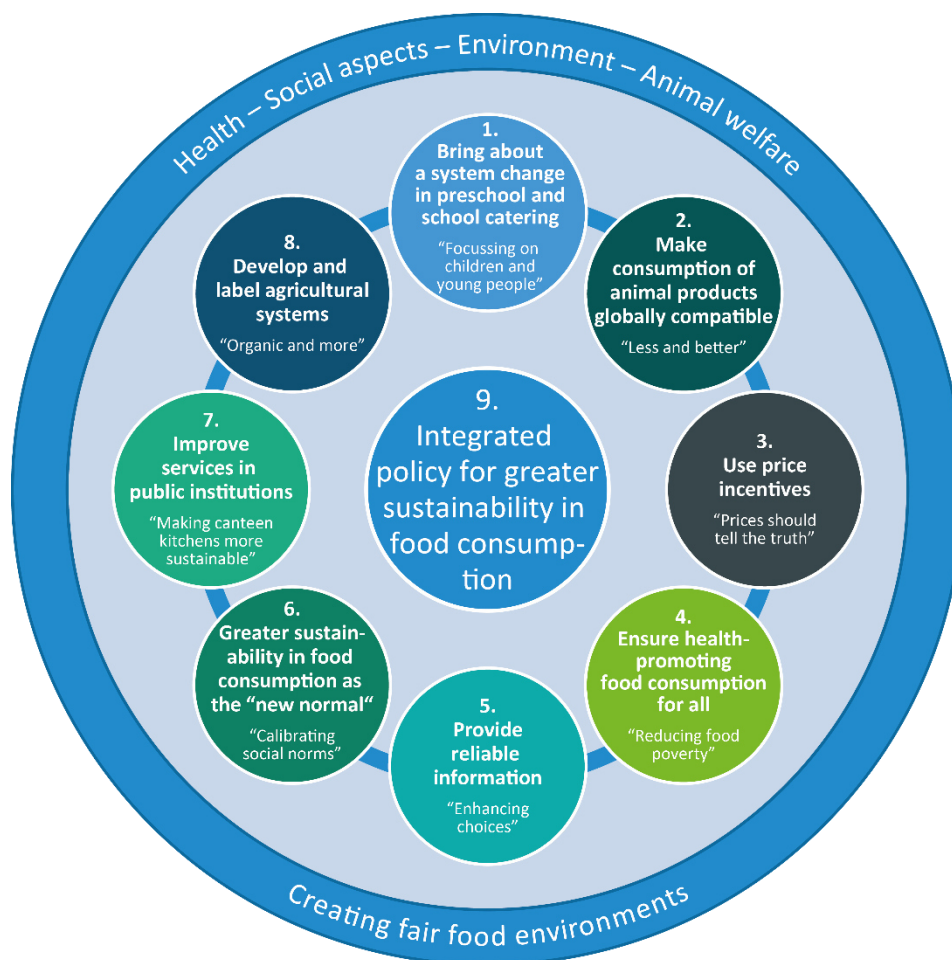 Health – Social aspects – Environment – Animal welfare
1.
Bring about
a system change
in preschool and
school catering
“Focussing on
children and
young people”
2.
Make
consumption of
animal products
globally compatible
“Less and better”
3.
Use price
incentives
“Prices should
tell the truth”
4.
Ensure health-
promoting
food consumption
for all
“Reducing food
poverty”
5.
Provide
reliable
information
“Enhancing
choices”
6.
Greater sustain-
ability in food
consumption as
the “new normal“
“Calibrating
social norms”
7.
Improve
services in
public institutions
“Making canteen
kitchens more
sustainable”
8.
Develop and
label agricultural
systems
“Organic and more”
9.
Integrated
policy for greater
sustainability in
food consump-
tion
Creating fair food environments